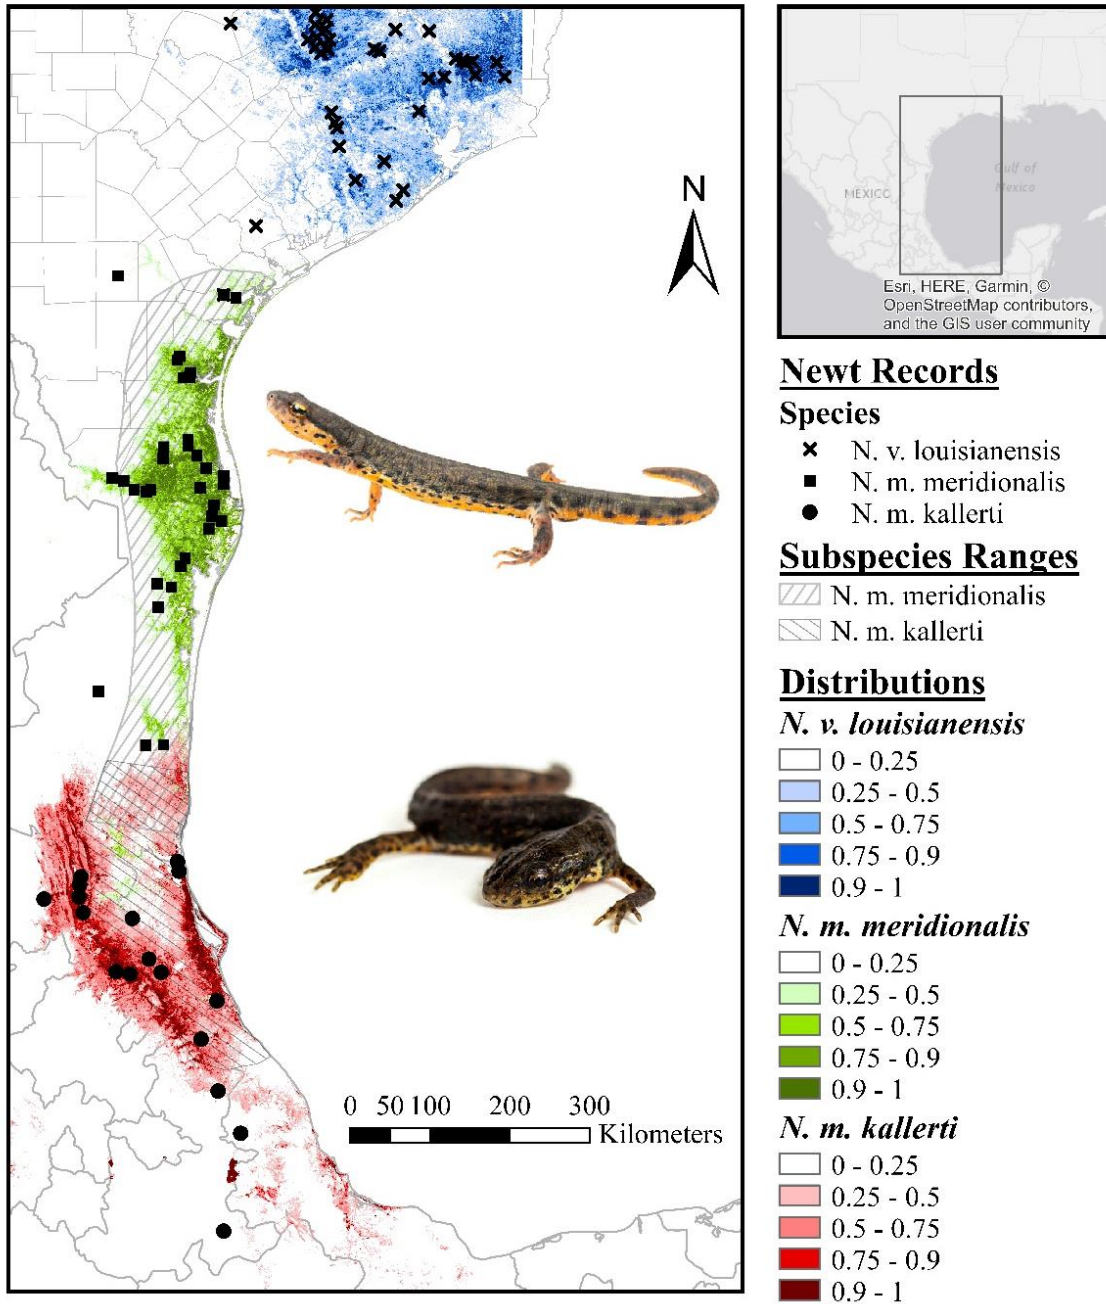 N
0 50 100 200 300
Kilometers
Gulf of
Mexico
MEXICO
Esri, HERE, Garmin, ©
OpenStreetMap contributors,
and the GIS user community
Newt Records
Species
N. v. louisianensis
N. m. meridionalis
N. m. kallerti
Subspecies Ranges
N. m. meridionalis
N. m. kallerti
Distributions
N. v. louisianensis
0 - 0.25
0.25 - 0.5
0.5 - 0.75
0.75 - 0.9
0.9 - 1
N. m. meridionalis
0 - 0.25
0.25 - 0.5
0.5 - 0.75
0.75 - 0.9
0.9 - 1
N. m. kallerti
0 - 0.25
0.25 - 0.5
0.5 - 0.75
0.75 - 0.9
0.9 - 1